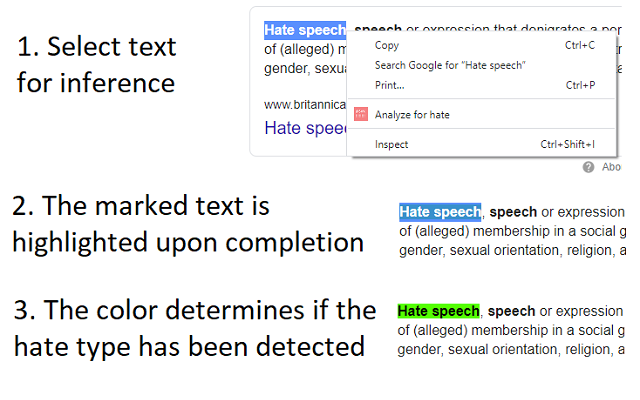 1. Select text
for inference
Hate speech, speech or expression that denigrates a
of (alleged)
gender, sexu
www.britannica
Hate spee
Copy Ctrl+C
Search Google for “Hate speech”
Print... Ctrl+P
Analyze for hate
Inspect Ctrl+Shift+I
Abo
2. The marked text is
highlighted upon completion
Hate speech, speech or expression
of (alleged) membership in a social g
gender, sexual orientation, religion, a
3. The color determines if the
hate type has been detected
Hate speech, speech or expression
of (alleged) membership in a social g
gender, sexual orientation, religion, a